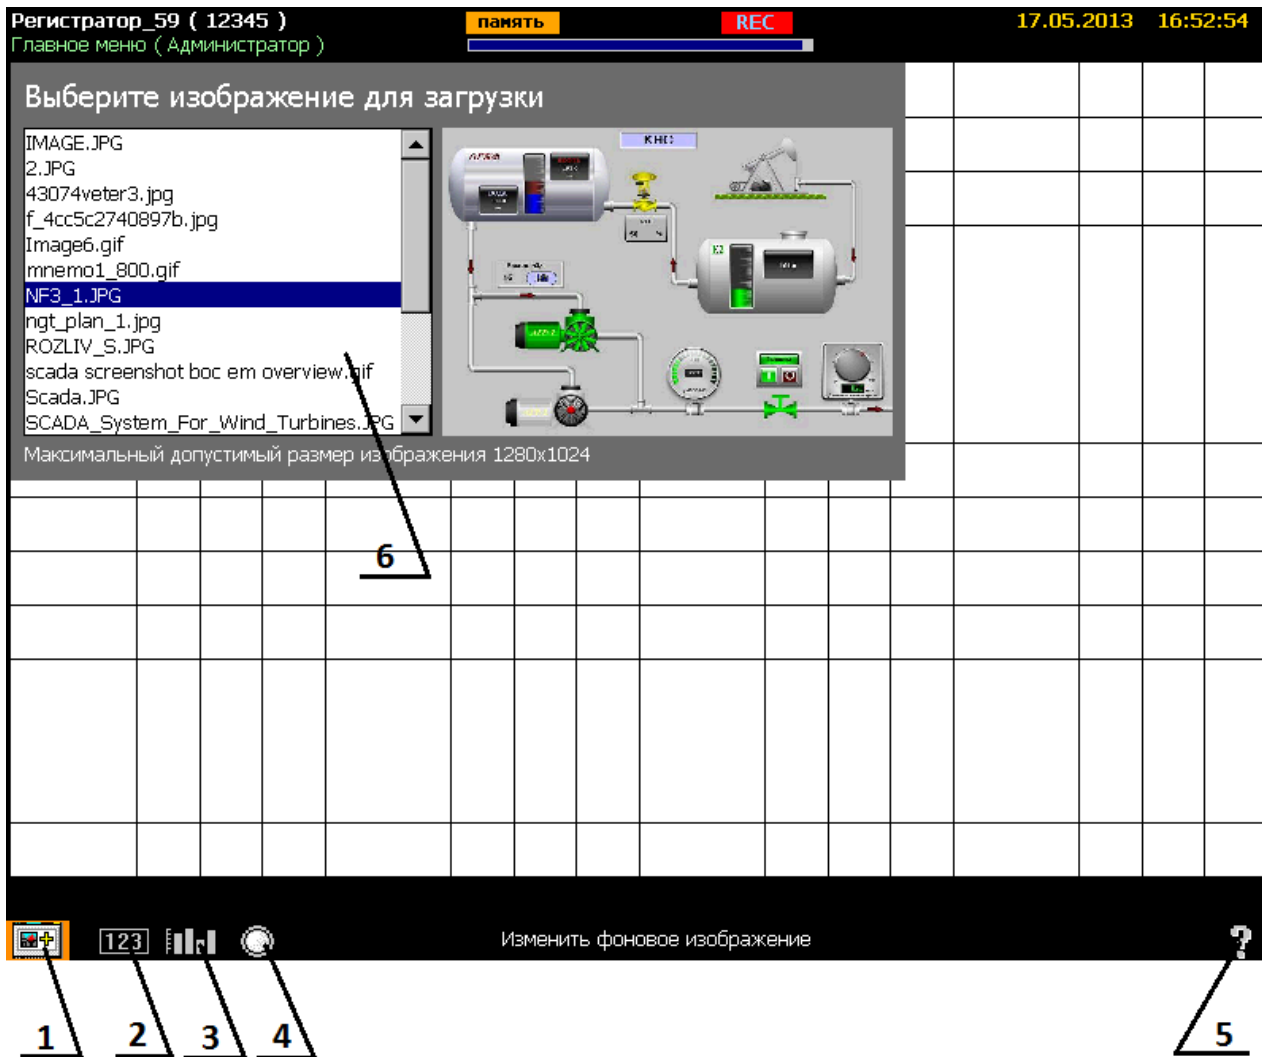 Регистратор_59 ( 12345 )
память
REC
17.05.2013 16:52:54
Главное меню ( Администратор )
Выберите изображение для загрузки
IMAGE.JPG
2.JPG
43074veter3.jpg
f_4cc5c2740897b.jpg
Image6.gif
mnemo1_800.gif
NF3_1.JPG
ngt_plan_1.jpg
ROZLIV_S.JPG
scada screenshot boc em overview.gif
Scada.JPG
SCADA_System_For_Wind_Turbines.JPG
K2
Максимальный допустимый размер изображения 1280x1024
6
123
Изменить фоновое изображение
?
1
2
3
4
5